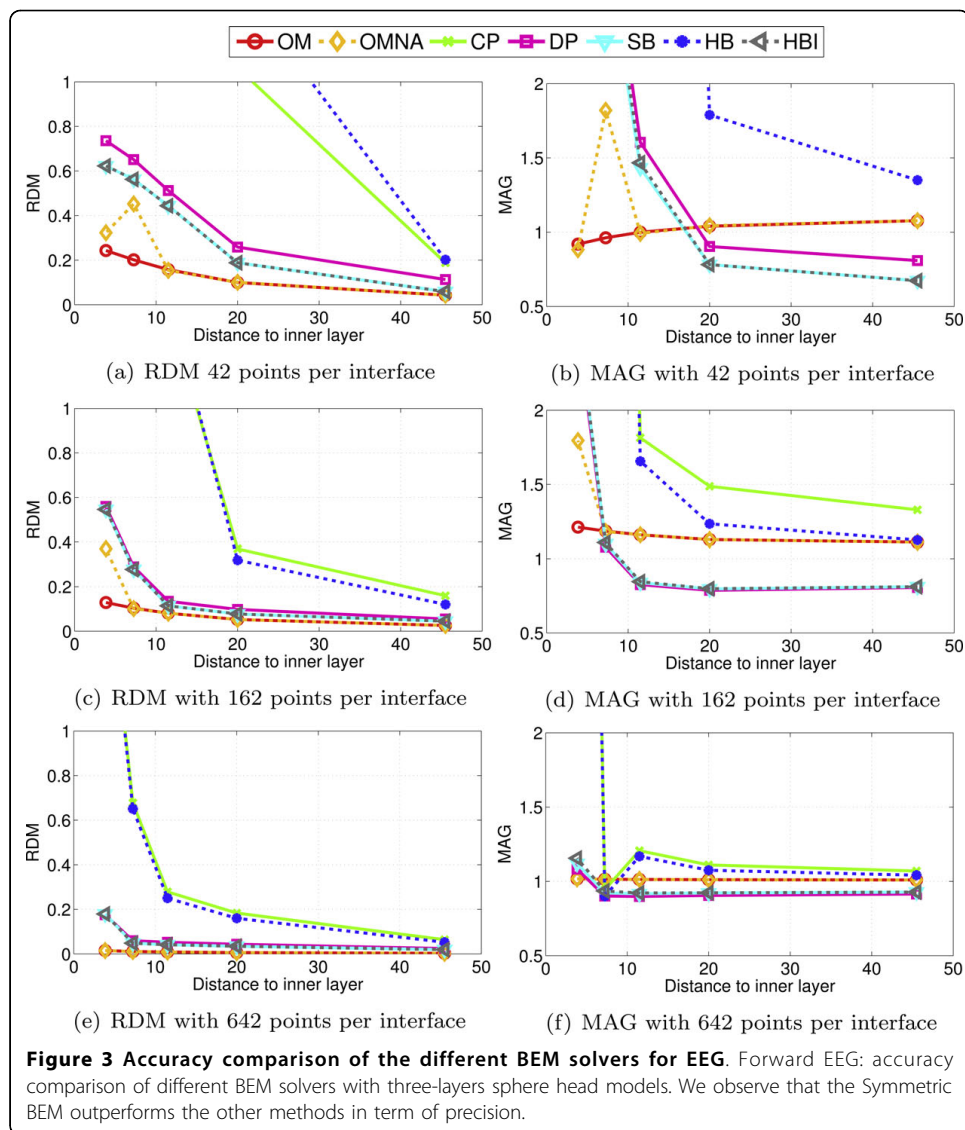 OM OMNA CP DP SB HB HBI
1
0.8
0.6
0.4
0.2
0
RDM
0 10 20 30 40 50
Distance to inner layer
(a) RDM 42 points per interface
2
1.5
1
0.5
MAG
0 10 20 30 40 50
Distance to inner layer
(b) MAG with 42 points per interface
1
0.8
0.6
0.4
0.2
0
RDM
0 10 20 30 40 50
Distance to inner layer
(c) RDM with 162 points per interface
2
1.5
1
0.5
MAG
0 10 20 30 40 50
Distance to inner layer
(d) MAG with 162 points per interface
1
0.8
0.6
0.4
0.2
0
RDM
0 10 20 30 40 50
Distance to inner layer
(e) RDM with 642 points per interface
2
1.5
1
0.5
MAG
0 10 20 30 40 50
Distance to inner layer
(f) MAG with 642 points per interface
Figure 3 Accuracy comparison of the different BEM solvers for EEG. Forward EEG: accuracy
comparison of different BEM solvers with three-layers sphere head models. We observe that the Symmetric
BEM outperforms the other methods in term of precision.